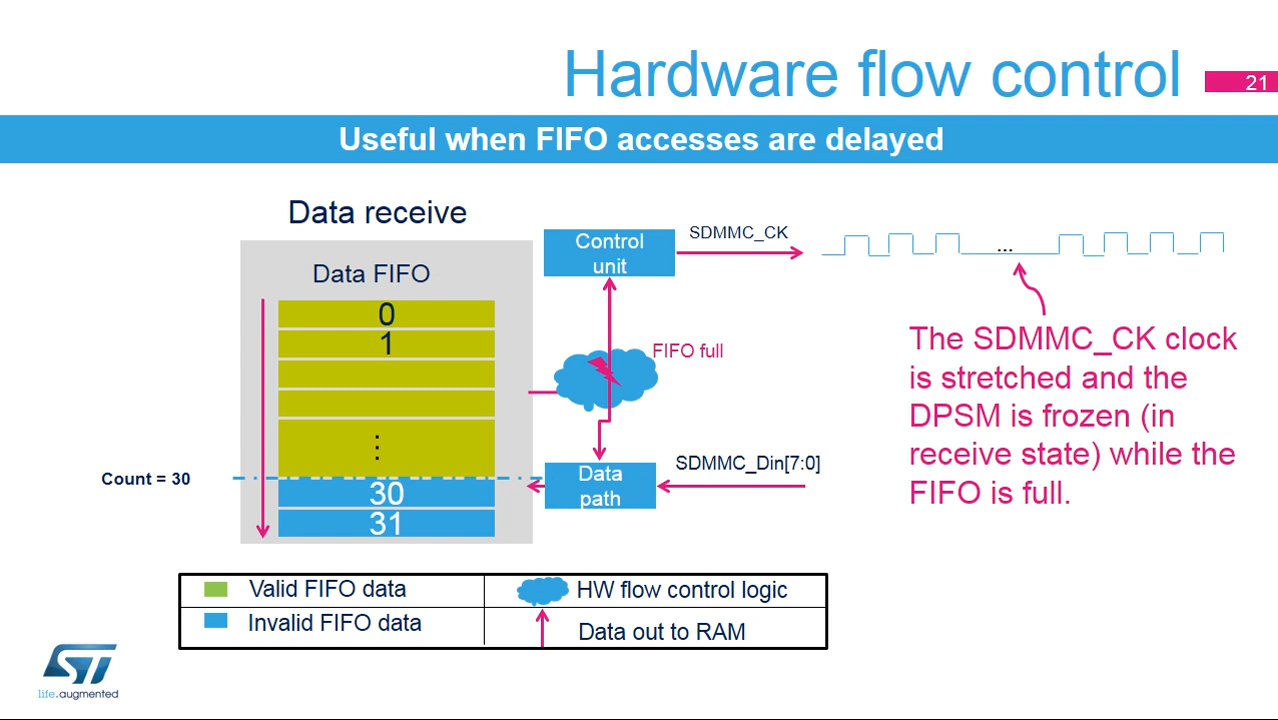 Hardware flow control
21
Useful when FIFO accesses are delayed
Data receive
Data FIFO
0
1
⋮
30
31
Count = 30
Control
unit
SDMMC_CK
...
FIFO full
Data
path
SDMMC_Din[7:0]
The SDMMC_CK clock
is stretched and the
DPSM is frozen (in
receive state) while the
FIFO is full.
Valid FIFO data
HW flow control logic
Invalid FIFO data
Data out to RAM
ST
life.augmented